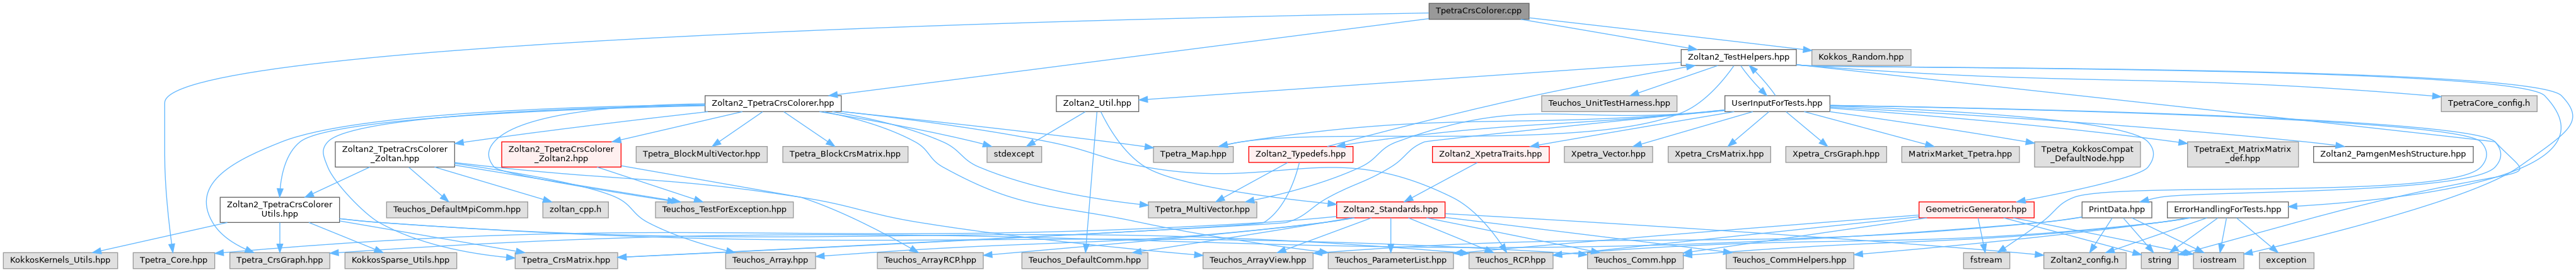 TpetraCrsColorer.cpp
Zoltan2_TestHelpers.hpp
Kokkos_Random.hpp
Zoltan2_TpetraCrsColorer.hpp
Zoltan2_Util.hpp
Teuchos_UnitTestHarness.hpp
UserInputForTests.hpp
TpetraCore_config.h
Zoltan2_TpetraCrsColorer
_Zoltan.hpp
Zoltan2_TpetraCrsColorer
_Zoltan2.hpp
Tpetra_BlockMultiVector.hpp
Tpetra_BlockCrsMatrix.hpp
stdexcept
Tpetra_Map.hpp
Zoltan2_Typedefs.hpp
Zoltan2_XpetraTraits.hpp
Xpetra_Vector.hpp
Xpetra_CrsMatrix.hpp
Xpetra_CrsGraph.hpp
MatrixMarket_Tpetra.hpp
Tpetra_KokkosCompat
_DefaultNode.hpp
TpetraExt_MatrixMatrix
_def.hpp
Zoltan2_PamgenMeshStructure.hpp
Zoltan2_TpetraCrsColorer
Utils.hpp
Teuchos_DefaultMpiComm.hpp
zoltan_cpp.h
Teuchos_TestForException.hpp
Tpetra_MultiVector.hpp
Zoltan2_Standards.hpp
GeometricGenerator.hpp
PrintData.hpp
ErrorHandlingForTests.hpp
KokkosKernels_Utils.hpp
Tpetra_Core.hpp
Tpetra_CrsGraph.hpp
KokkosSparse_Utils.hpp
Tpetra_CrsMatrix.hpp
Teuchos_Array.hpp
Teuchos_ArrayRCP.hpp
Teuchos_DefaultComm.hpp
Teuchos_ArrayView.hpp
Teuchos_ParameterList.hpp
Teuchos_RCP.hpp
Teuchos_Comm.hpp
Teuchos_CommHelpers.hpp
fstream
Zoltan2_config.h
string
iostream
exception